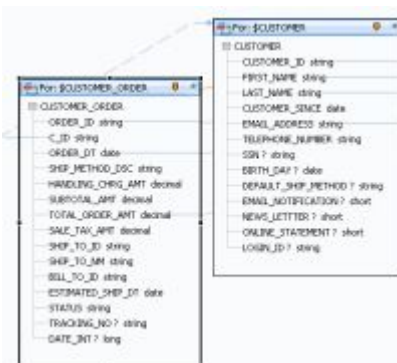 For: $CUSTOMER_ORDER
CUSTOMER_ORDER
ORDER_ID string
C_ID string
ORDER_DT date
SHIP_METHOD_DSC string
HANDLING_CHRG_AMT decimal
SUBTOTAL_AMT decimal
TOTAL_ORDER_AMT decimal
SALE_TAX_AMT decimal
SHIP_TO_ID string
SHIP_TO_NM string
BILL_TO_ID string
ESTIMATED_SHIP_DT date
STATUS string
TRACKING_NO ? string
DATE_INT ? long
For: $CUSTOMER
CUSTOMER
CUSTOMER_ID string
FIRST_NAME string
LAST_NAME string
CUSTOMER_SINCE date
EMAIL_ADDRESS string
TELEPHONE_NUMBER string
SSN ? string
BIRTH_DAY ? date
DEFAULT_SHIP_METHOD ? string
EMAIL_NOTIFICATION ? short
NEWS_LETTTER ? short
ONLINE_STATEMENT ? short
LOGIN_ID ? string